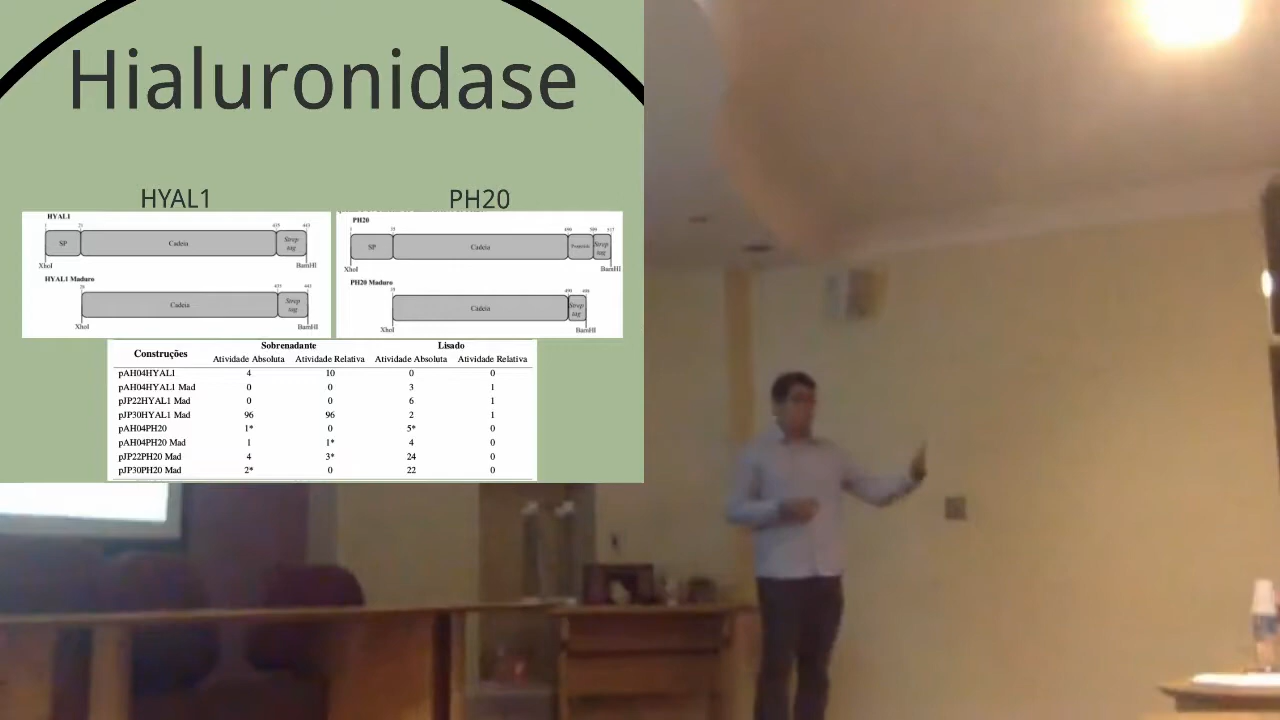 Hialuronidase
HYAL1 PH20
HYAL1
SP Cadeia Strep tag
XhoI BamHI
HYAL1 Maduro
Cadeia Strep tag
XhoI BamHI
PH20
SP Cadeia Strep tag
XhoI BamHI
PH20 Maduro
Cadeia Strep tag
XhoI BamHI
Construções Sobrenadante Lisado
Atividade Absoluta Atividade Relativa Atividade Absoluta Atividade Relativa
pAH04HYAL1 4 10 0 0
pAH04HYAL1 Mad 0 0 3 1
pJP22HYAL1 Mad 0 0 6 1
pJP30HYAL1 Mad 96 96 2 1
pAH04PH20 1* 0 5* 0
pAH04PH20 Mad 1 1* 4 0
pJP22PH20 Mad 4 3* 24 0
pJP30PH20 Mad 2* 0 22 0